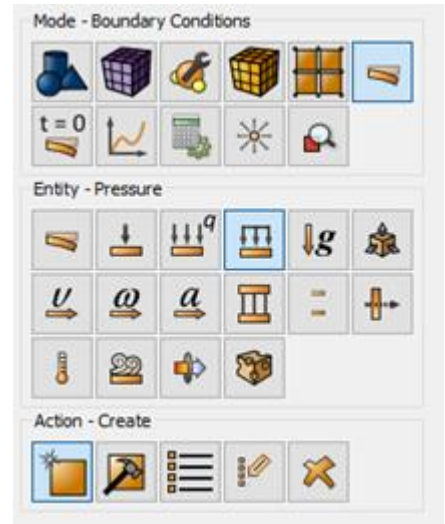 Mode - Boundary Conditions
t = 0
Entity - Pressure
q
g
υ ω a
Action - Create